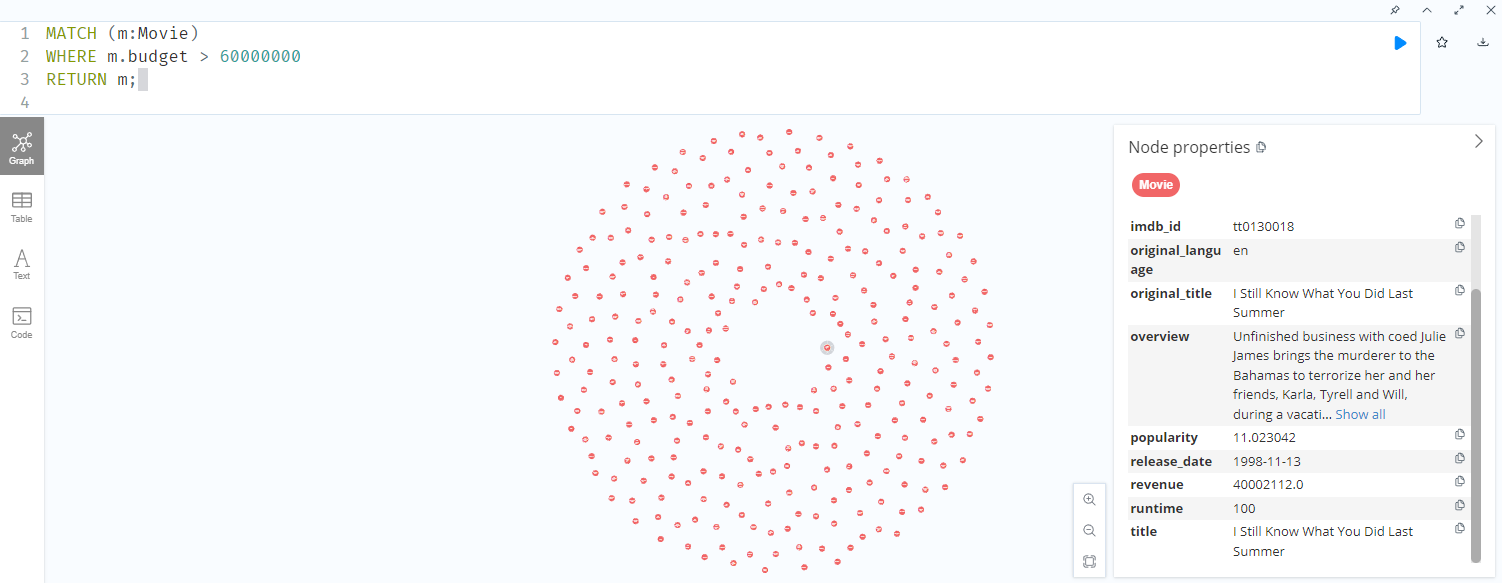 1 MATCH (m:Movie)
2 WHERE m.budget > 60000000
3 RETURN m;
4
Graph
Table
Text
Code
Node properties
Movie
imdb_id tt0130018
original_langu
age en
original_title I Still Know What You Did Last
Summer
overview Unfinished business with coed Julie
James brings the murderer to the
Bahamas to terrorize her and her
friends, Karla, Tyrell and Will,
during a vacati... Show all
popularity 11.023042
release_date 1998-11-13
revenue 40002112.0
runtime 100
title I Still Know What You Did Last
Summer